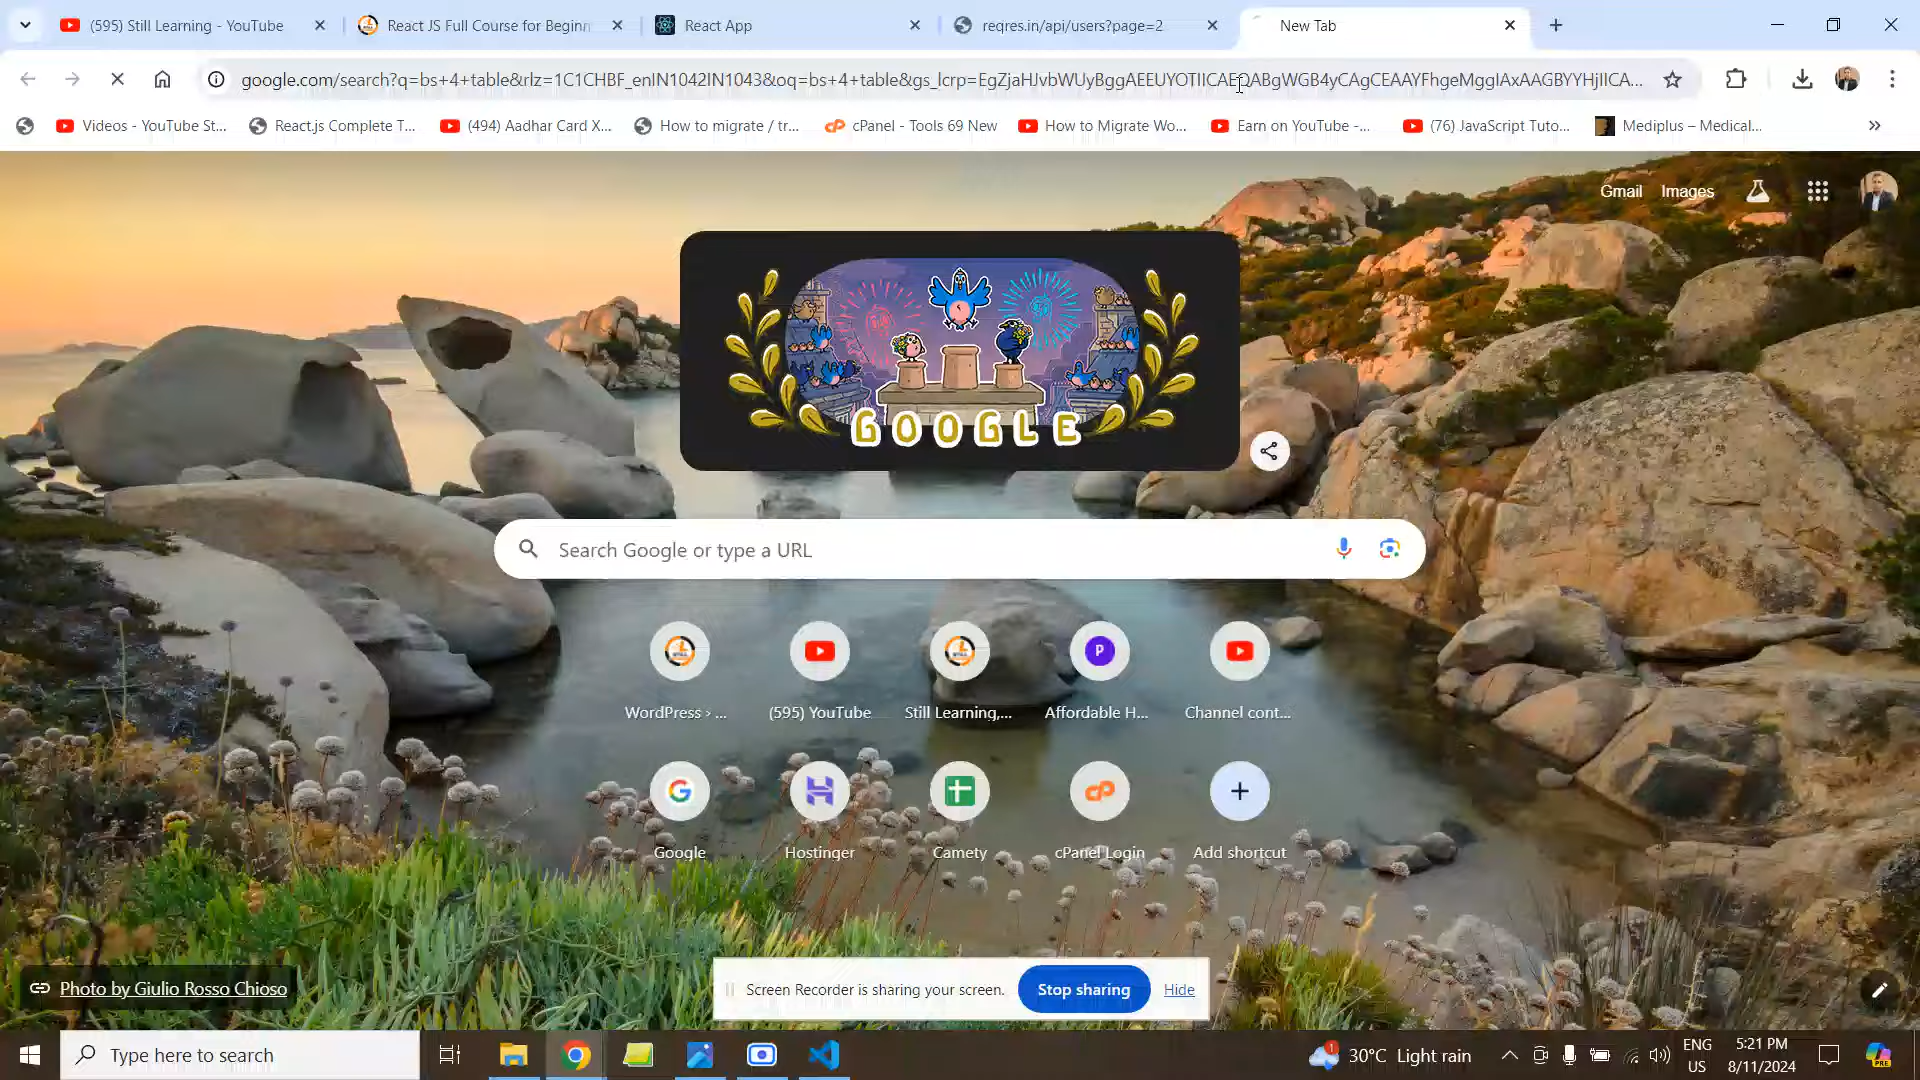 (595) Still Learning - YouTube
React JS Full Course for Beginn
React App
reqres.in/api/users?page=2
New Tab
google.com/search?q=bs+4+table&rlz=1C1CHBF_enIN1042IN1043&oq=bs+4+table&gs_lcrp=EgZjaHJvbWUyBggAEEUYOTIICAEQABgWGB4yCAgCEAAYFhgeMggIAxAAGBYYHjIICA...
Videos - YouTube St...
React.js Complete T...
(494) Aadhar Card X...
How to migrate / tr...
cPanel - Tools 69 New
How to Migrate Wo...
Earn on YouTube -...
(76) JavaScript Tuto...
Mediplus – Medical...
Gmail
Images
GOOGLE
Search Google or type a URL
WordPress › ...
(595) YouTube
Still Learning,...
Affordable H...
Channel cont...
Google
Hostinger
Camety
cPanel Login
Add shortcut
Photo by Giulio Rosso Chioso
Screen Recorder is sharing your screen.
Stop sharing
Hide
Type here to search
30°C Light rain
ENG
US
5:21 PM
8/11/2024